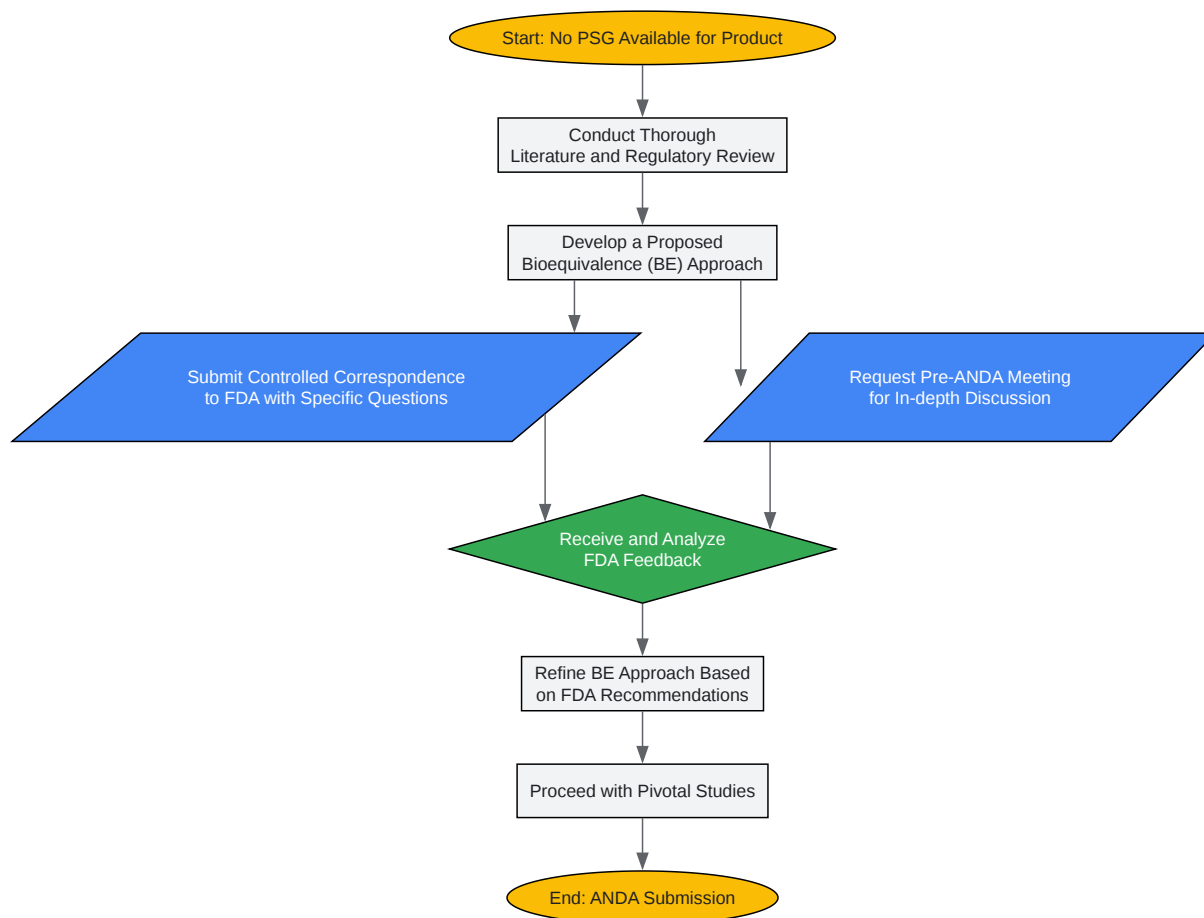 Start: No PSG Available for Product
Conduct Thorough
Literature and Regulatory Review
Develop a Proposed
Bioequivalence (BE) Approach
Submit Controlled Correspondence
to FDA with Specific Questions
Request Pre-ANDA Meeting
for In-depth Discussion
Receive and Analyze
FDA Feedback
Refine BE Approach Based
on FDA Recommendations
Proceed with Pivotal Studies
End: ANDA Submission